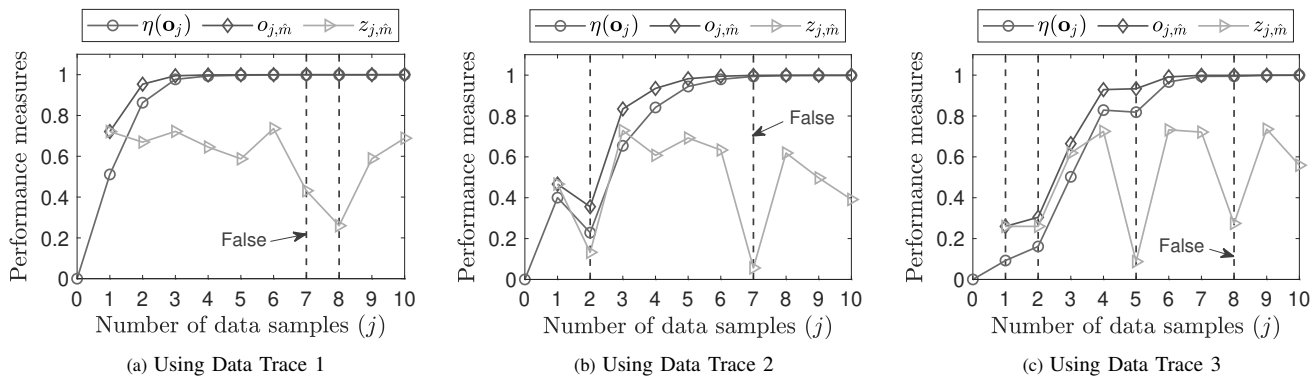 η(𝐨ⱼ) o_{j,m̂} z_{j,m̂}
Performance measures
1
0.8
0.6
0.4
0.2
0
False
0 1 2 3 4 5 6 7 8 9 10
Number of data samples (j)
(a) Using Data Trace 1
η(𝐨ⱼ) o_{j,m̂} z_{j,m̂}
Performance measures
1
0.8
0.6
0.4
0.2
0
False
0 1 2 3 4 5 6 7 8 9 10
Number of data samples (j)
(b) Using Data Trace 2
η(𝐨ⱼ) o_{j,m̂} z_{j,m̂}
Performance measures
1
0.8
0.6
0.4
0.2
0
False
0 1 2 3 4 5 6 7 8 9 10
Number of data samples (j)
(c) Using Data Trace 3